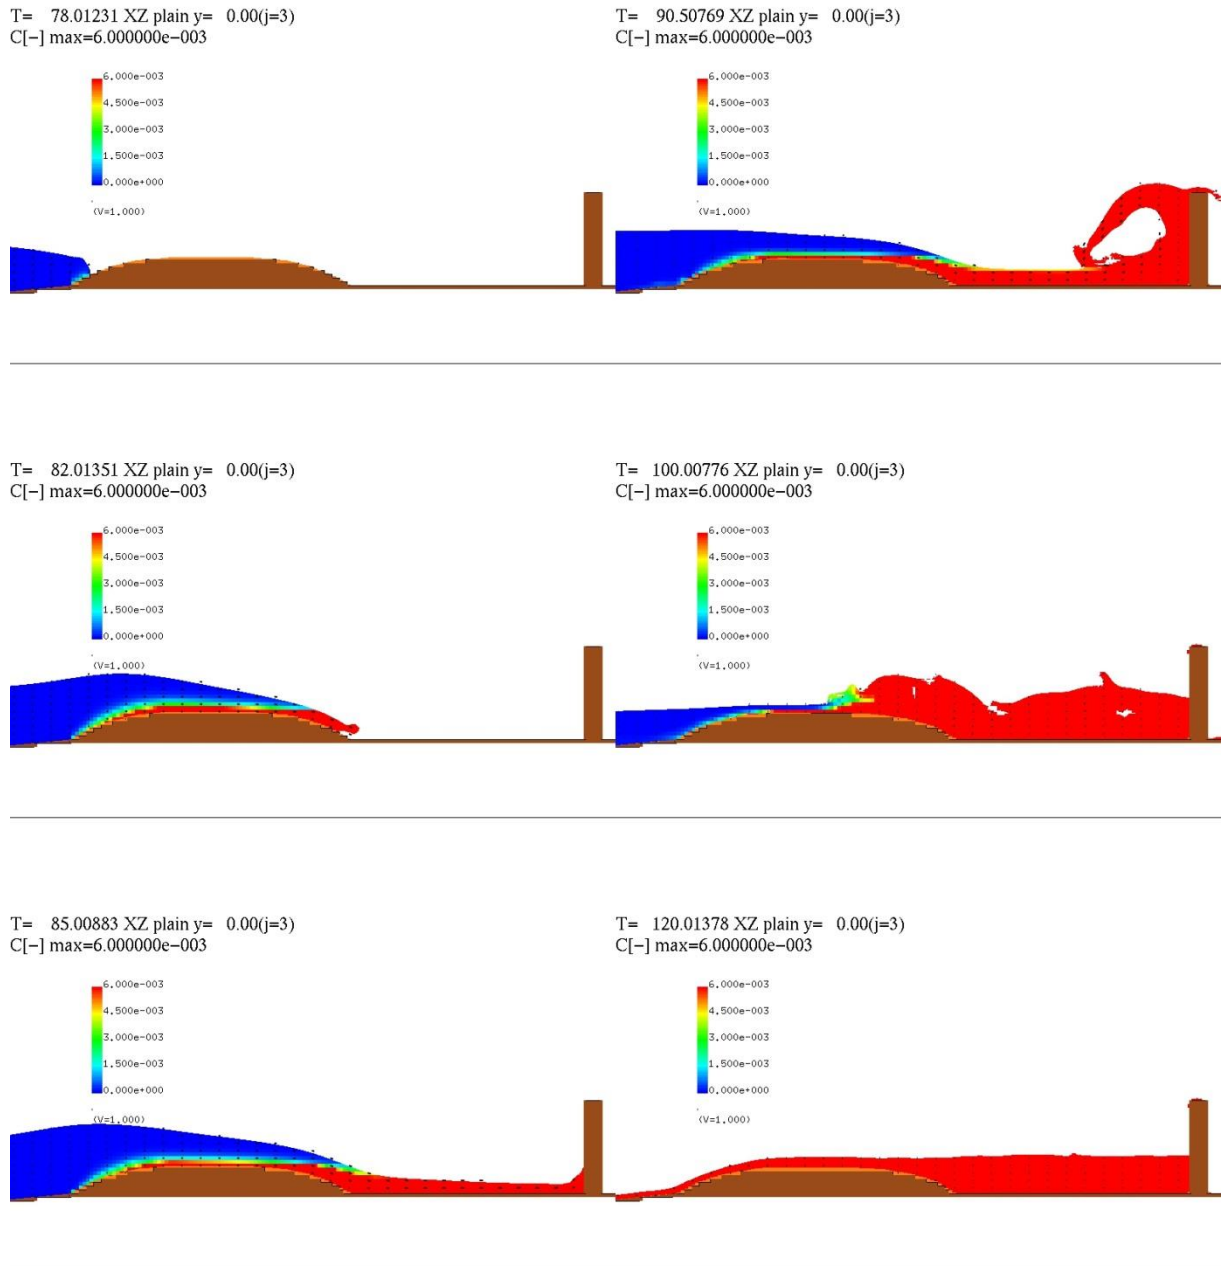 T= 78.01231 XZ plain y= 0.00(j=3)
C[−] max=6.000000e−003
6.000e-003
4.500e-003
3.000e-003
1.500e-003
0.000e+000
(V=1.000)
T= 90.50769 XZ plain y= 0.00(j=3)
C[−] max=6.000000e−003
6.000e-003
4.500e-003
3.000e-003
1.500e-003
0.000e+000
(V=1.000)
T= 82.01351 XZ plain y= 0.00(j=3)
C[−] max=6.000000e−003
6.000e-003
4.500e-003
3.000e-003
1.500e-003
0.000e+000
(V=1.000)
T= 100.00776 XZ plain y= 0.00(j=3)
C[−] max=6.000000e−003
6.000e-003
4.500e-003
3.000e-003
1.500e-003
0.000e+000
(V=1.000)
T= 85.00883 XZ plain y= 0.00(j=3)
C[−] max=6.000000e−003
6.000e-003
4.500e-003
3.000e-003
1.500e-003
0.000e+000
(V=1.000)
T= 120.01378 XZ plain y= 0.00(j=3)
C[−] max=6.000000e−003
6.000e-003
4.500e-003
3.000e-003
1.500e-003
0.000e+000
(V=1.000)